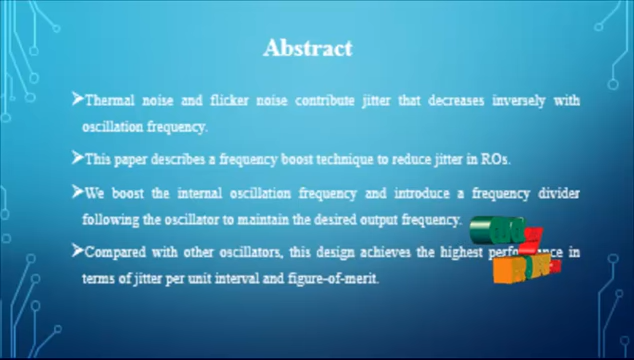 Abstract
➤Thermal noise and flicker noise contribute jitter that decreases inversely with
oscillation frequency.
➤This paper describes a frequency boost technique to reduce jitter in ROs.
➤We boost the internal oscillation frequency and introduce a frequency divider
following the oscillator to maintain the desired output frequency.
➤Compared with other oscillators, this design achieves the highest performance in
terms of jitter per unit interval and figure-of-merit.